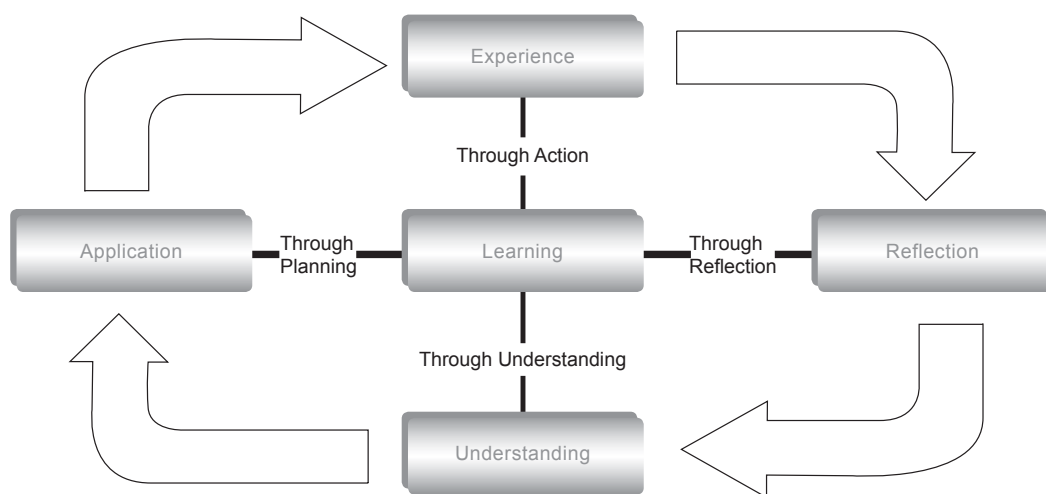 Experience
Through Action
Application
Through
Planning
Learning
Through
Reflection
Reflection
Through Understanding
Understanding